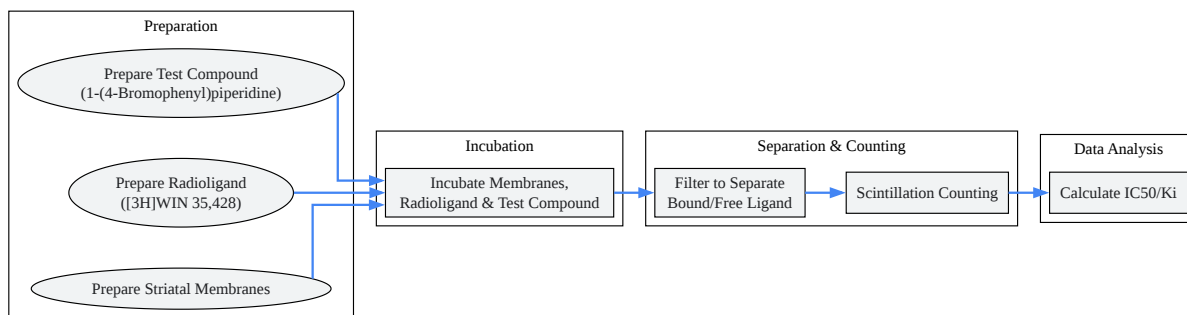 Preparation
Prepare Test Compound
(1-(4-Bromophenyl)piperidine)
Prepare Radioligand
([3H]WIN 35,428)
Prepare Striatal Membranes
Incubation
Incubate Membranes,
Radioligand & Test Compound
Separation & Counting
Filter to Separate
Bound/Free Ligand
Scintillation Counting
Data Analysis
Calculate IC50/Ki